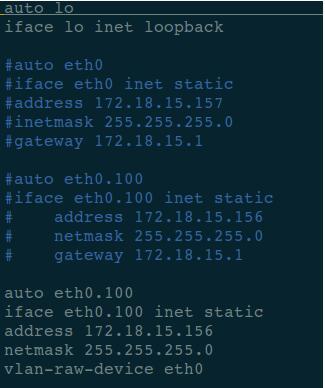 auto lo
iface lo inet loopback
#auto eth0
#iface eth0 inet static
#address 172.18.15.157
#inetmask 255.255.255.0
#gateway 172.18.15.1
#auto eth0.100
#iface eth0.100 inet static
#    address 172.18.15.156
#    netmask 255.255.255.0
#    gateway 172.18.15.1
auto eth0.100
iface eth0.100 inet static
address 172.18.15.156
netmask 255.255.255.0
vlan-raw-device eth0